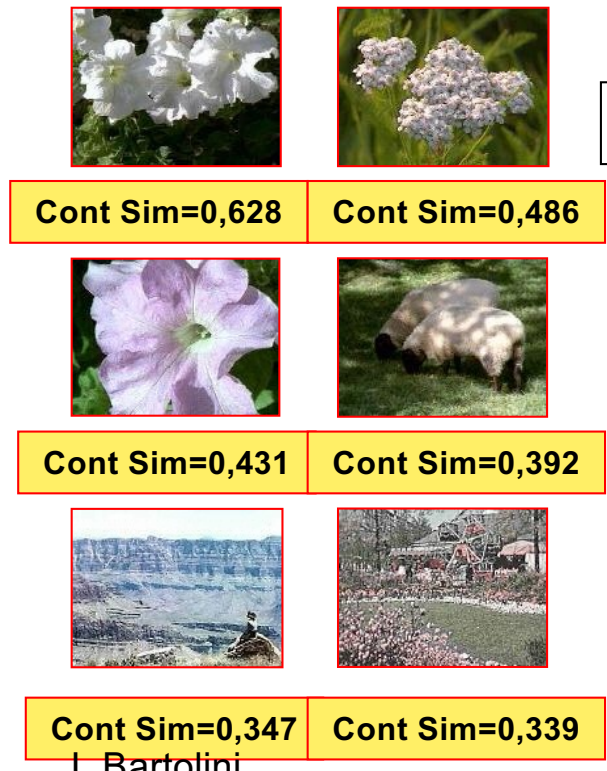 Cont Sim=0,628
Cont Sim=0,486
Cont Sim=0,431
Cont Sim=0,392
Cont Sim=0,347
Cont Sim=0,339
I. Bartolini